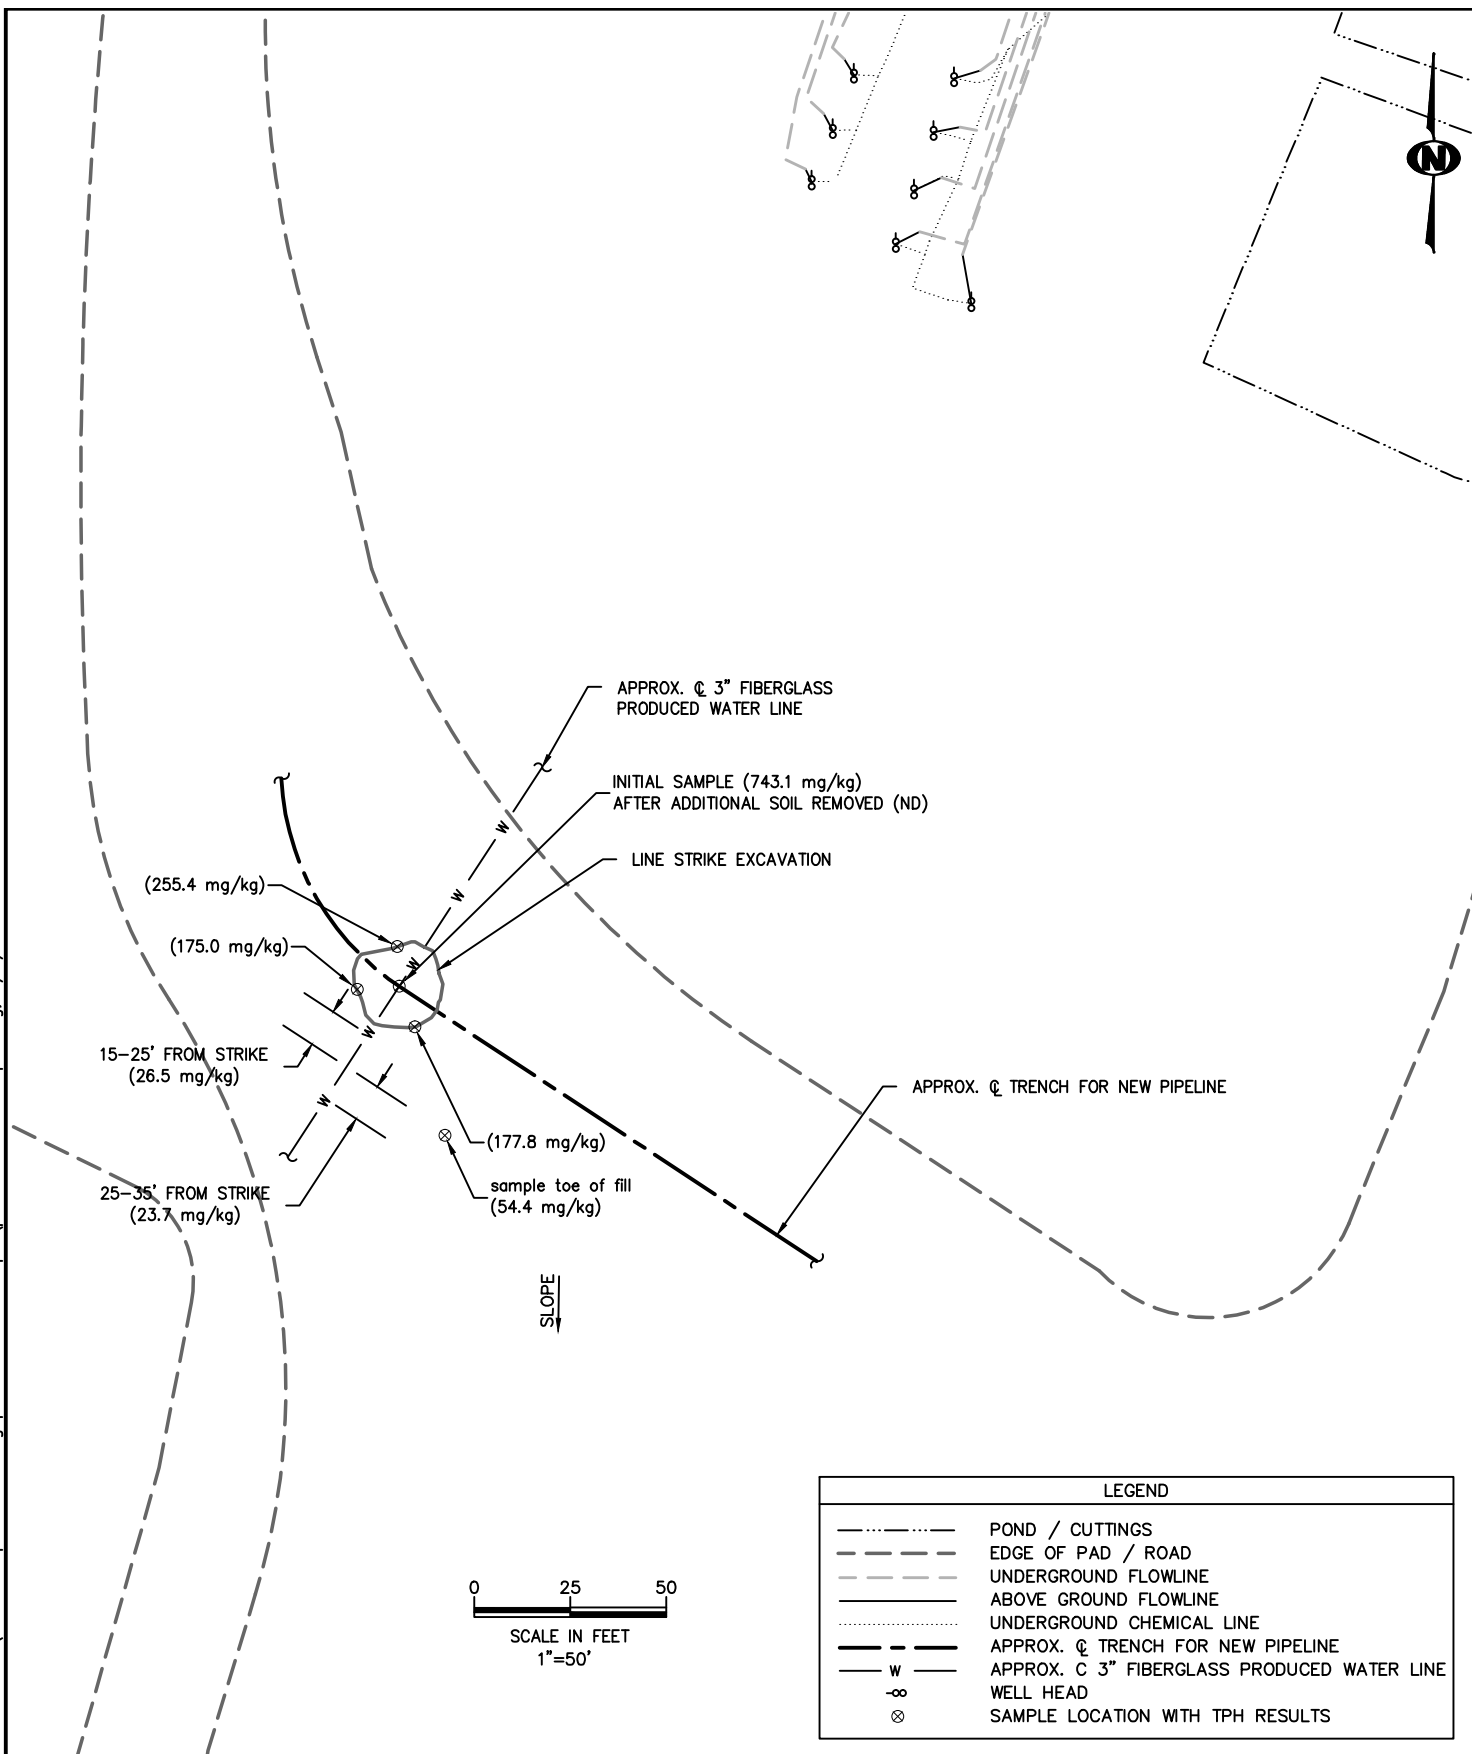 N
APPROX. ℄ 3" FIBERGLASS
PRODUCED WATER LINE
INITIAL SAMPLE (743.1 mg/kg)
AFTER ADDITIONAL SOIL REMOVED (ND)
LINE STRIKE EXCAVATION
W
W
(255.4 mg/kg)
(175.0 mg/kg)
W
W
15-25' FROM STRIKE
(26.5 mg/kg)
W
APPROX. ℄ TRENCH FOR NEW PIPELINE
(177.8 mg/kg)
sample toe of fill
(54.4 mg/kg)
25-35' FROM STRIKE
(23.7 mg/kg)
SLOPE
0 25 50
SCALE IN FEET
1"=50'
LEGEND
POND / CUTTINGS
EDGE OF PAD / ROAD
UNDERGROUND FLOWLINE
ABOVE GROUND FLOWLINE
UNDERGROUND CHEMICAL LINE
APPROX. ℄ TRENCH FOR NEW PIPELINE
W APPROX. C 3" FIBERGLASS PRODUCED WATER LINE
WELL HEAD
SAMPLE LOCATION WITH TPH RESULTS